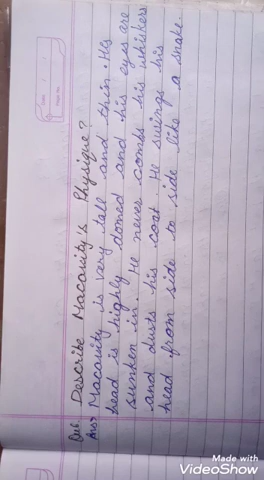 Que Describe Macavity's Physique?
Ans> Macavity is very tall and thin. His
head is highly domed and his eyes are
sunken in. He never combs his whiskers
and dusts his coat. He swings his
head from side to side like a snake.
Made with
VideoShow